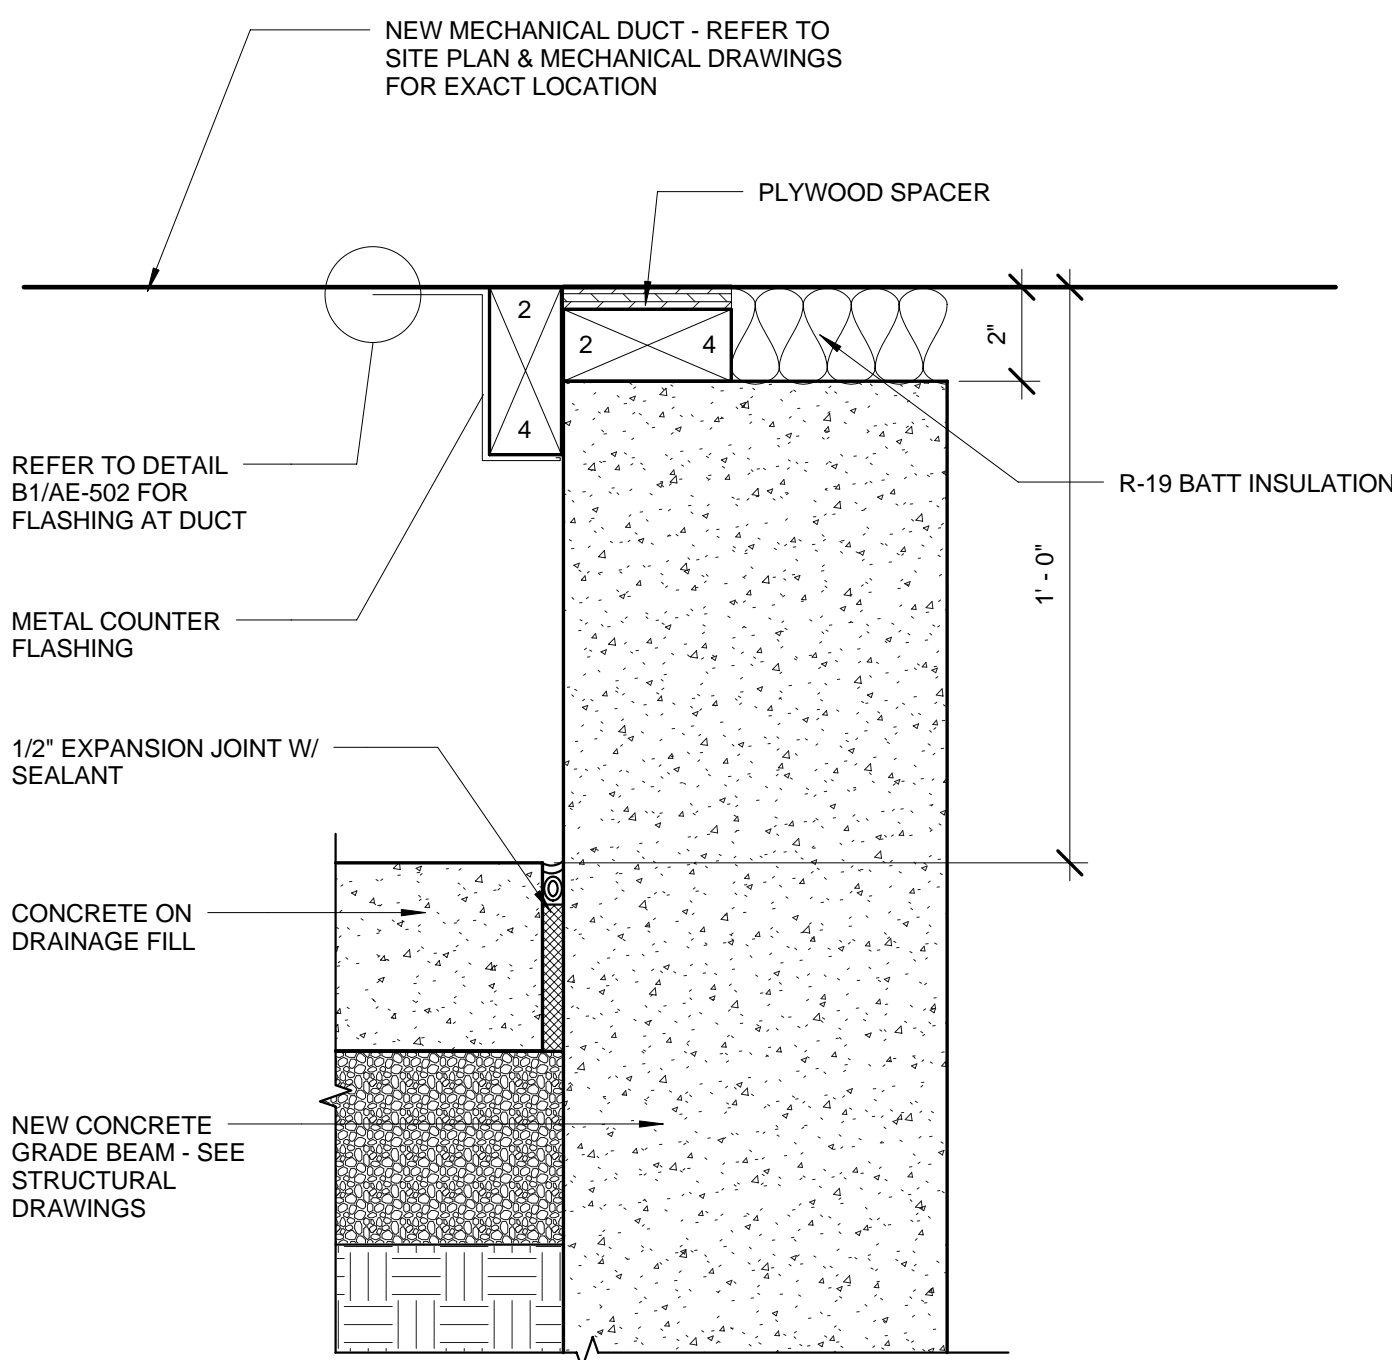 NEW MECHANICAL DUCT - REFER TO
SITE PLAN & MECHANICAL DRAWINGS
FOR EXACT LOCATION
PLYWOOD SPACER
2
4
2 4
2"
1' - 0"
R-19 BATT INSULATION
REFER TO DETAIL
B1/AE-502 FOR
FLASHING AT DUCT
METAL COUNTER
FLASHING
1/2" EXPANSION JOINT W/
SEALANT
CONCRETE ON
DRAINAGE FILL
NEW CONCRETE
GRADE BEAM - SEE
STRUCTURAL
DRAWINGS